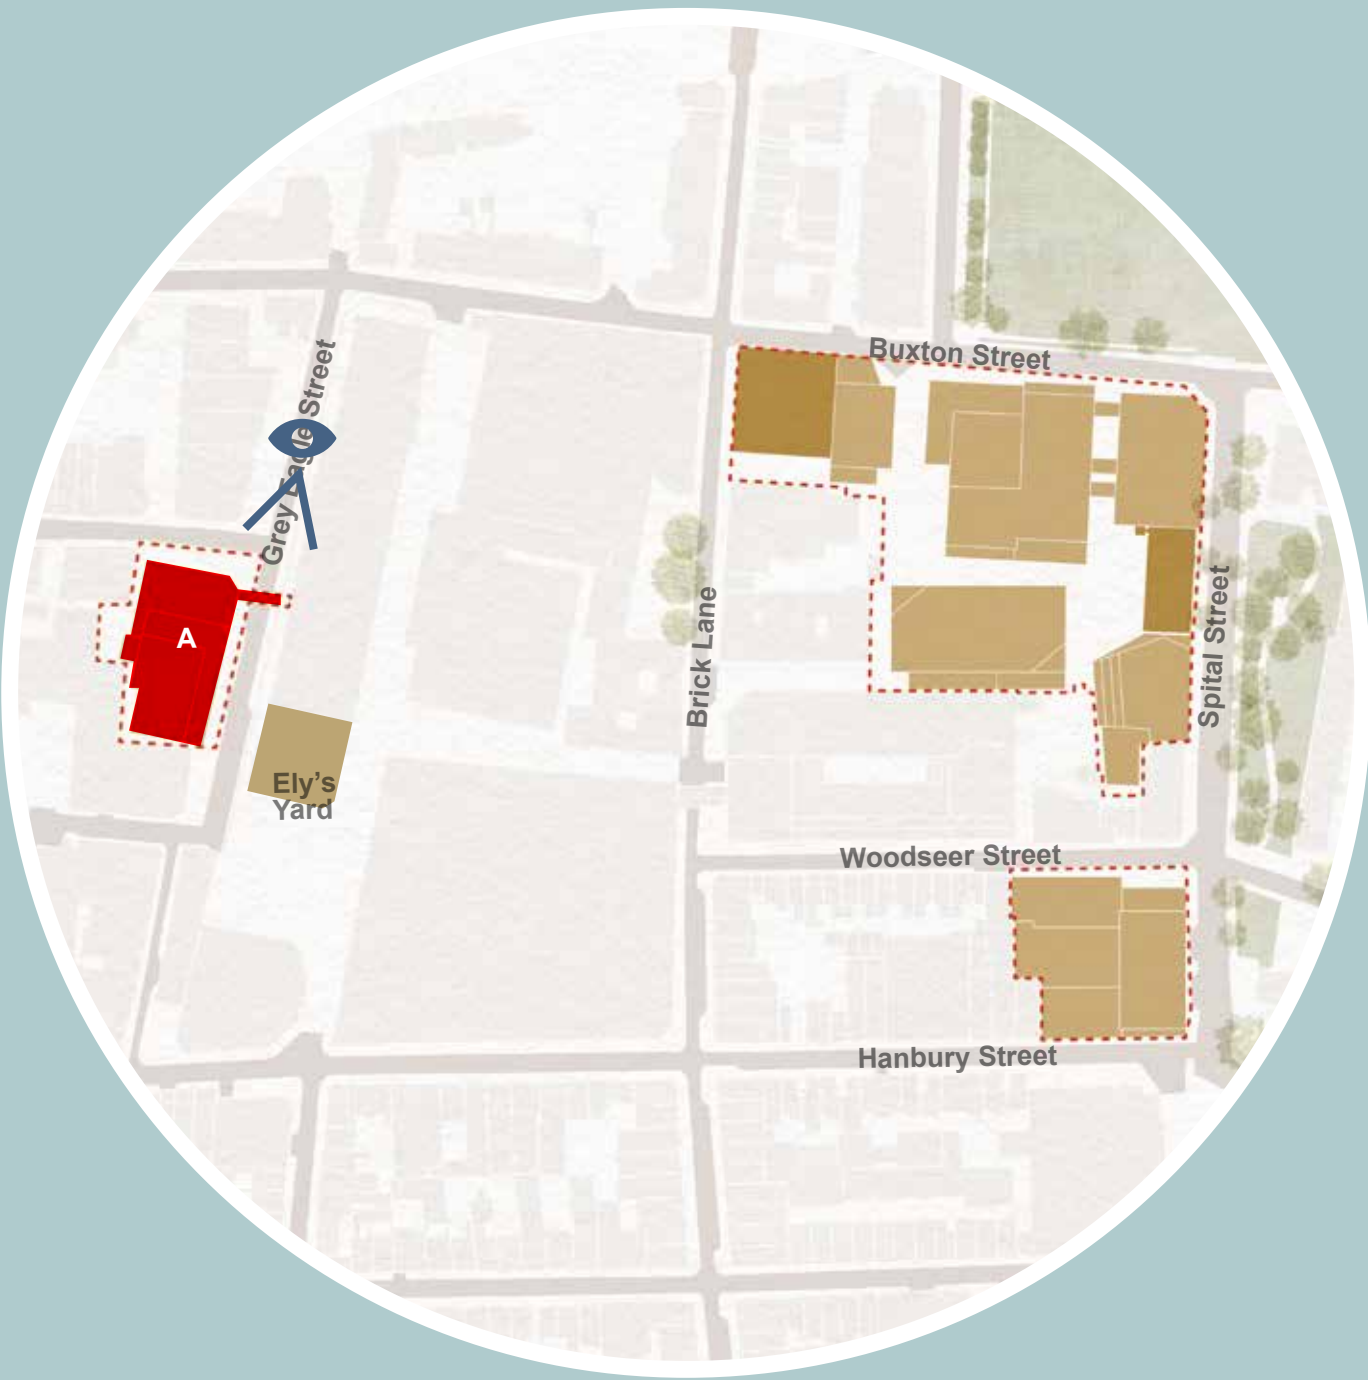 Buxton Street
Grey Eagle Street
A
Brick Lane
Spital Street
Ely's
Yard
Woodseer Street
Hanbury Street